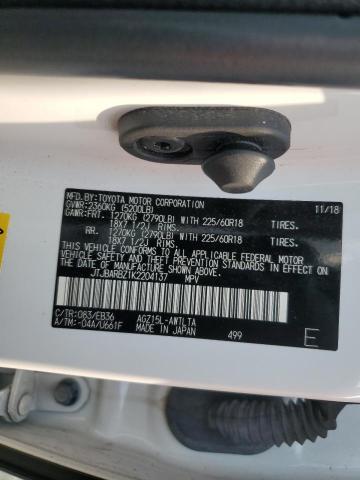 MFD.BY:TOYOTA MOTOR CORPORATION 11/18
GVWR:2360KG (5200LB)
GAWR:FRT. 1270KG (2790LB) WITH 225/60R18 TIRES.
18X7 1/2J RIMS.
RR. 1270KG (2790LB) WITH 225/60R18 TIRES.
18X7 1/2J RIMS.
THIS VEHICLE CONFORMS TO ALL APPLICABLE FEDERAL MOTOR
VEHICLE SAFETY AND THEFT PREVENTION STANDARDS IN
EFFECT ON THE DATE OF MANUFACTURE SHOWN ABOVE.
JTJBARBZ1K2204137 MPV
C/TR:083/EB36 AGZ15L-AWTLTA
A/TM:-04A/U661F MADE IN JAPAN 499 E